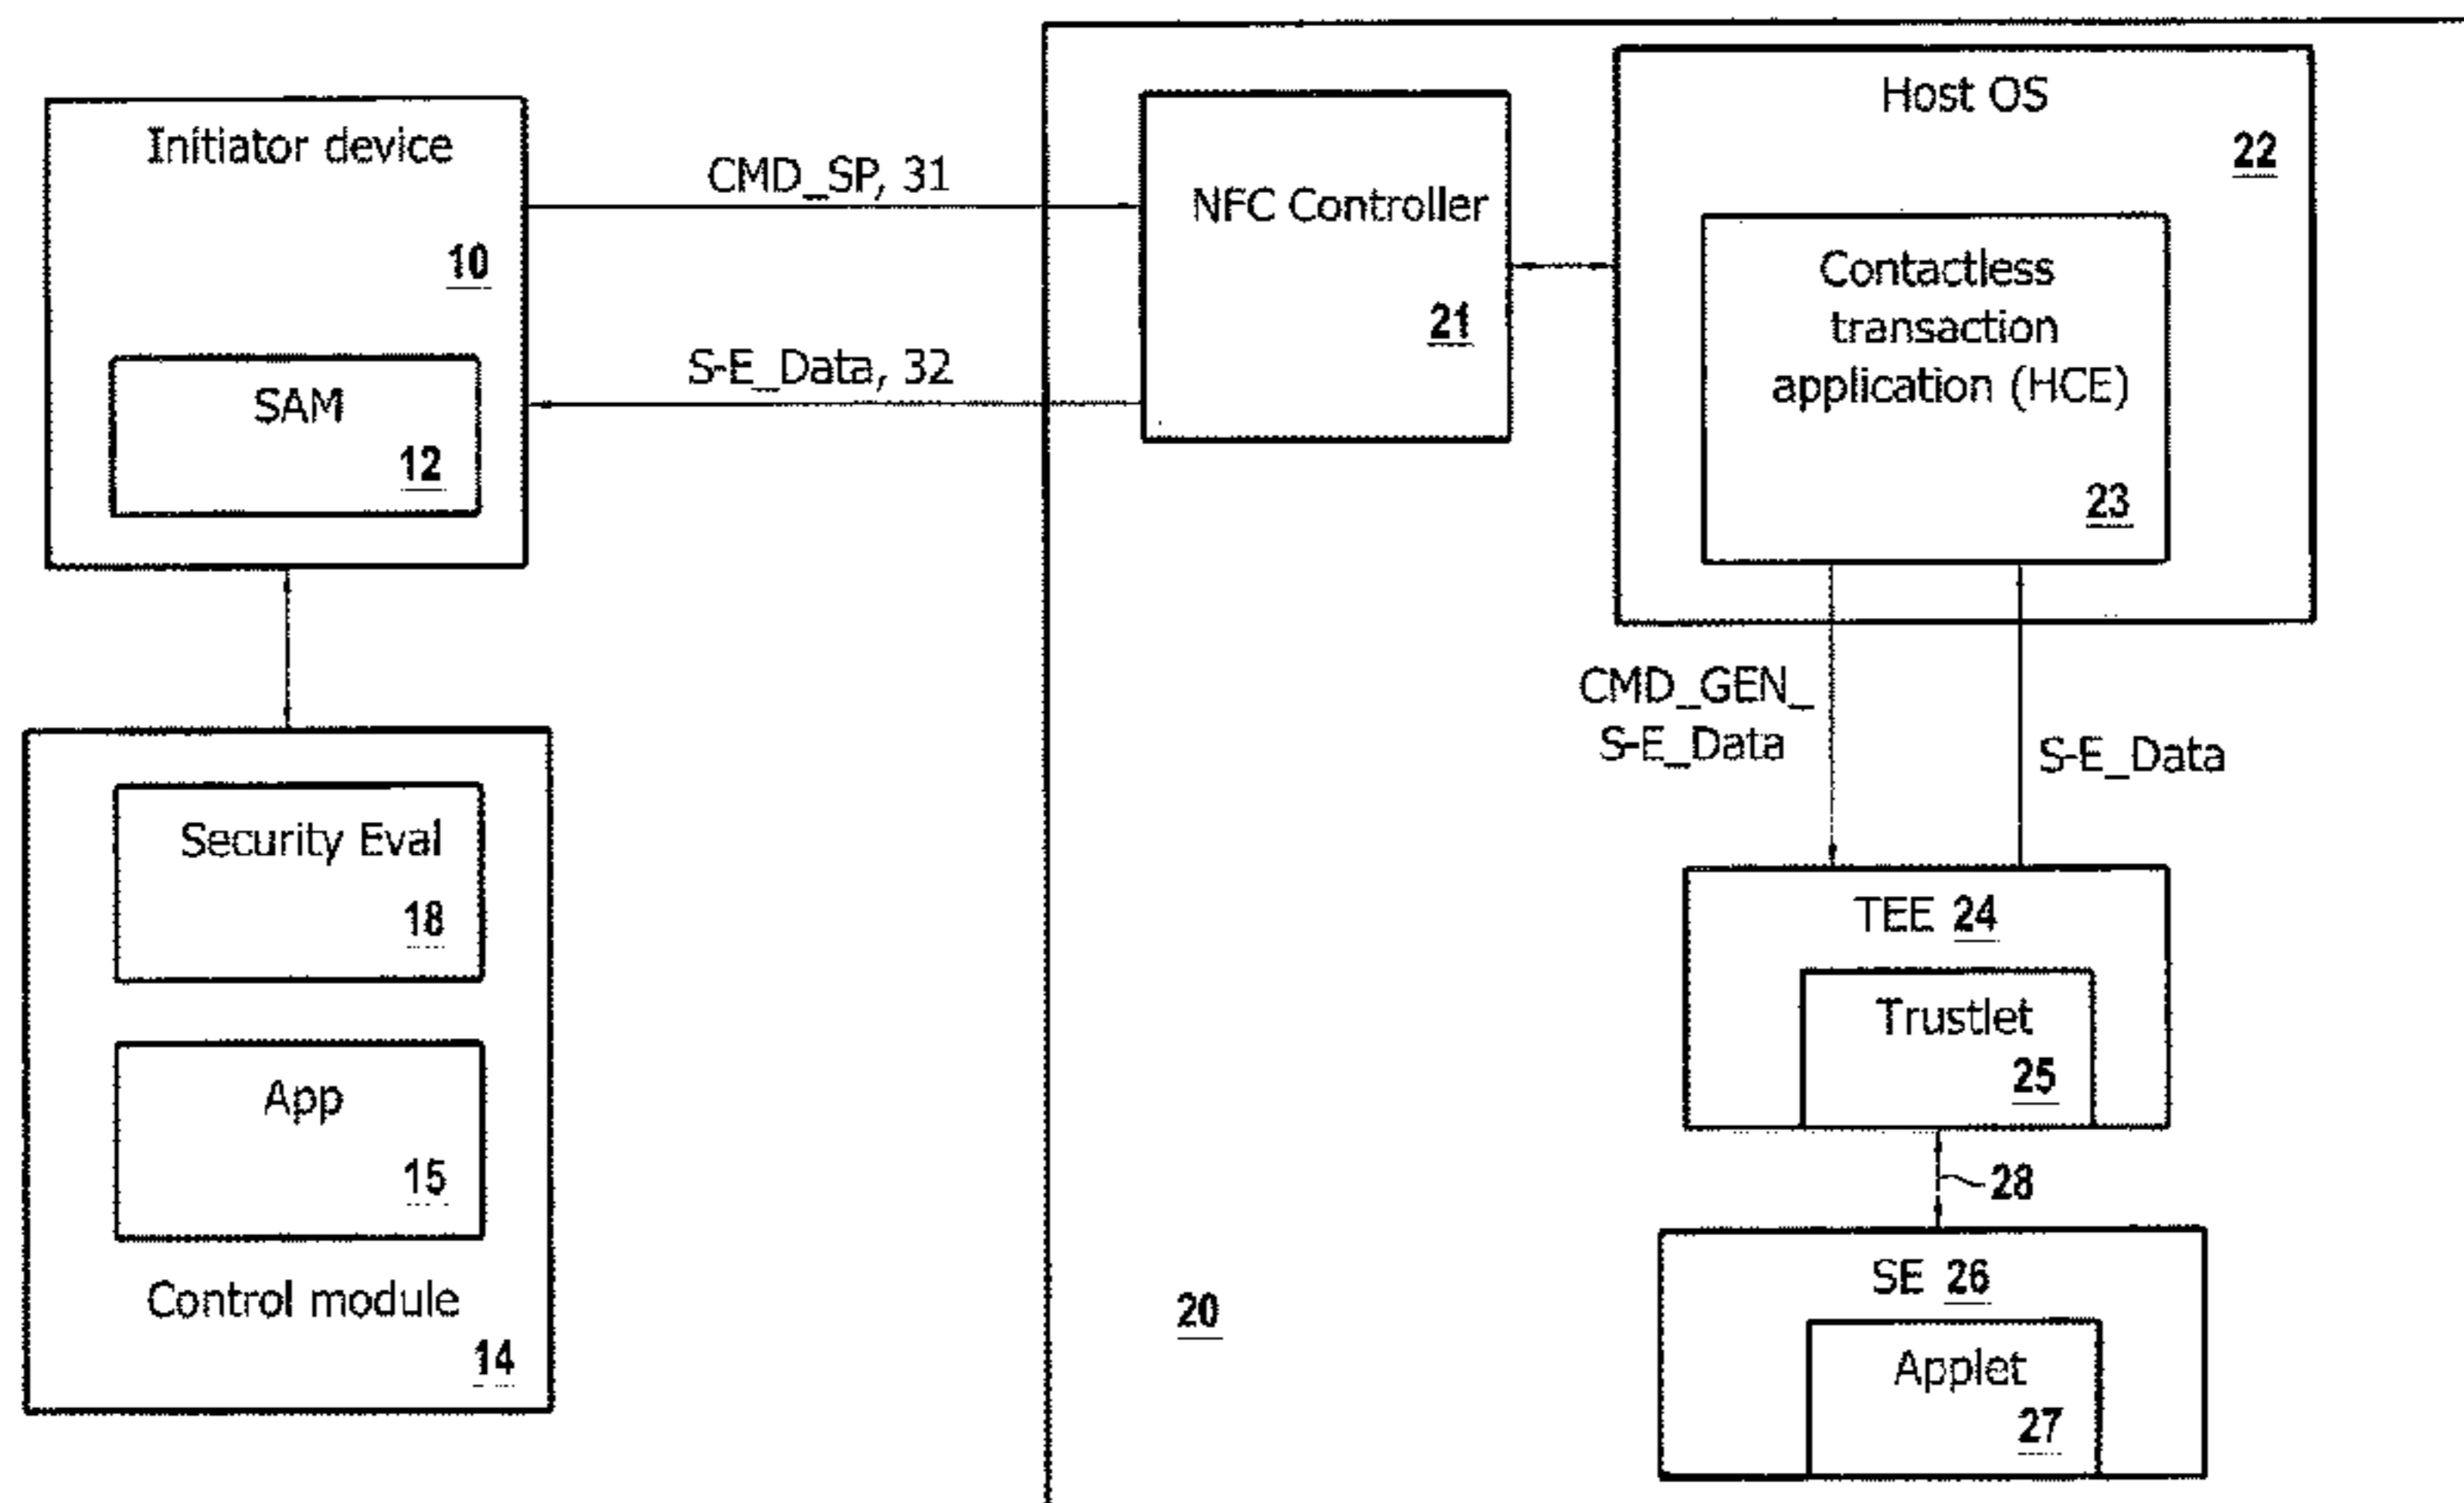 Initiator device
10
SAM
12
CMD_SP, 31
S-E_Data, 32
NFC Controller
21
Host OS
22
Contactless
transaction
application (HCE)
23
CMD_GEN_
S-E_Data
S-E_Data
Security Eval
18
App
15
Control module
14
TEE 24
Trustlet
25
28
SE 26
Applet
27
20